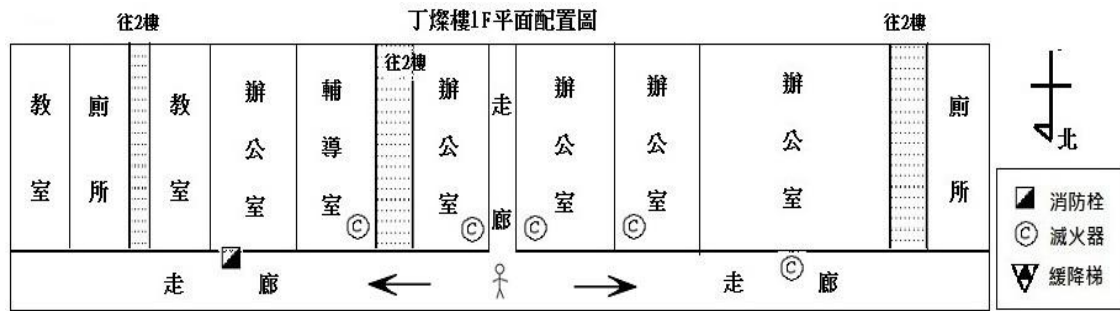 丁燦樓1F平面配置圖
往2樓
往2樓
往2樓
教室
廁所
教室
辦公室
輔導室
辦公室
走廊
辦公室
辦公室
辦公室
廁所
C
C
C
C
C
走廊
走廊
北
消防栓
C 滅火器
緩降梯